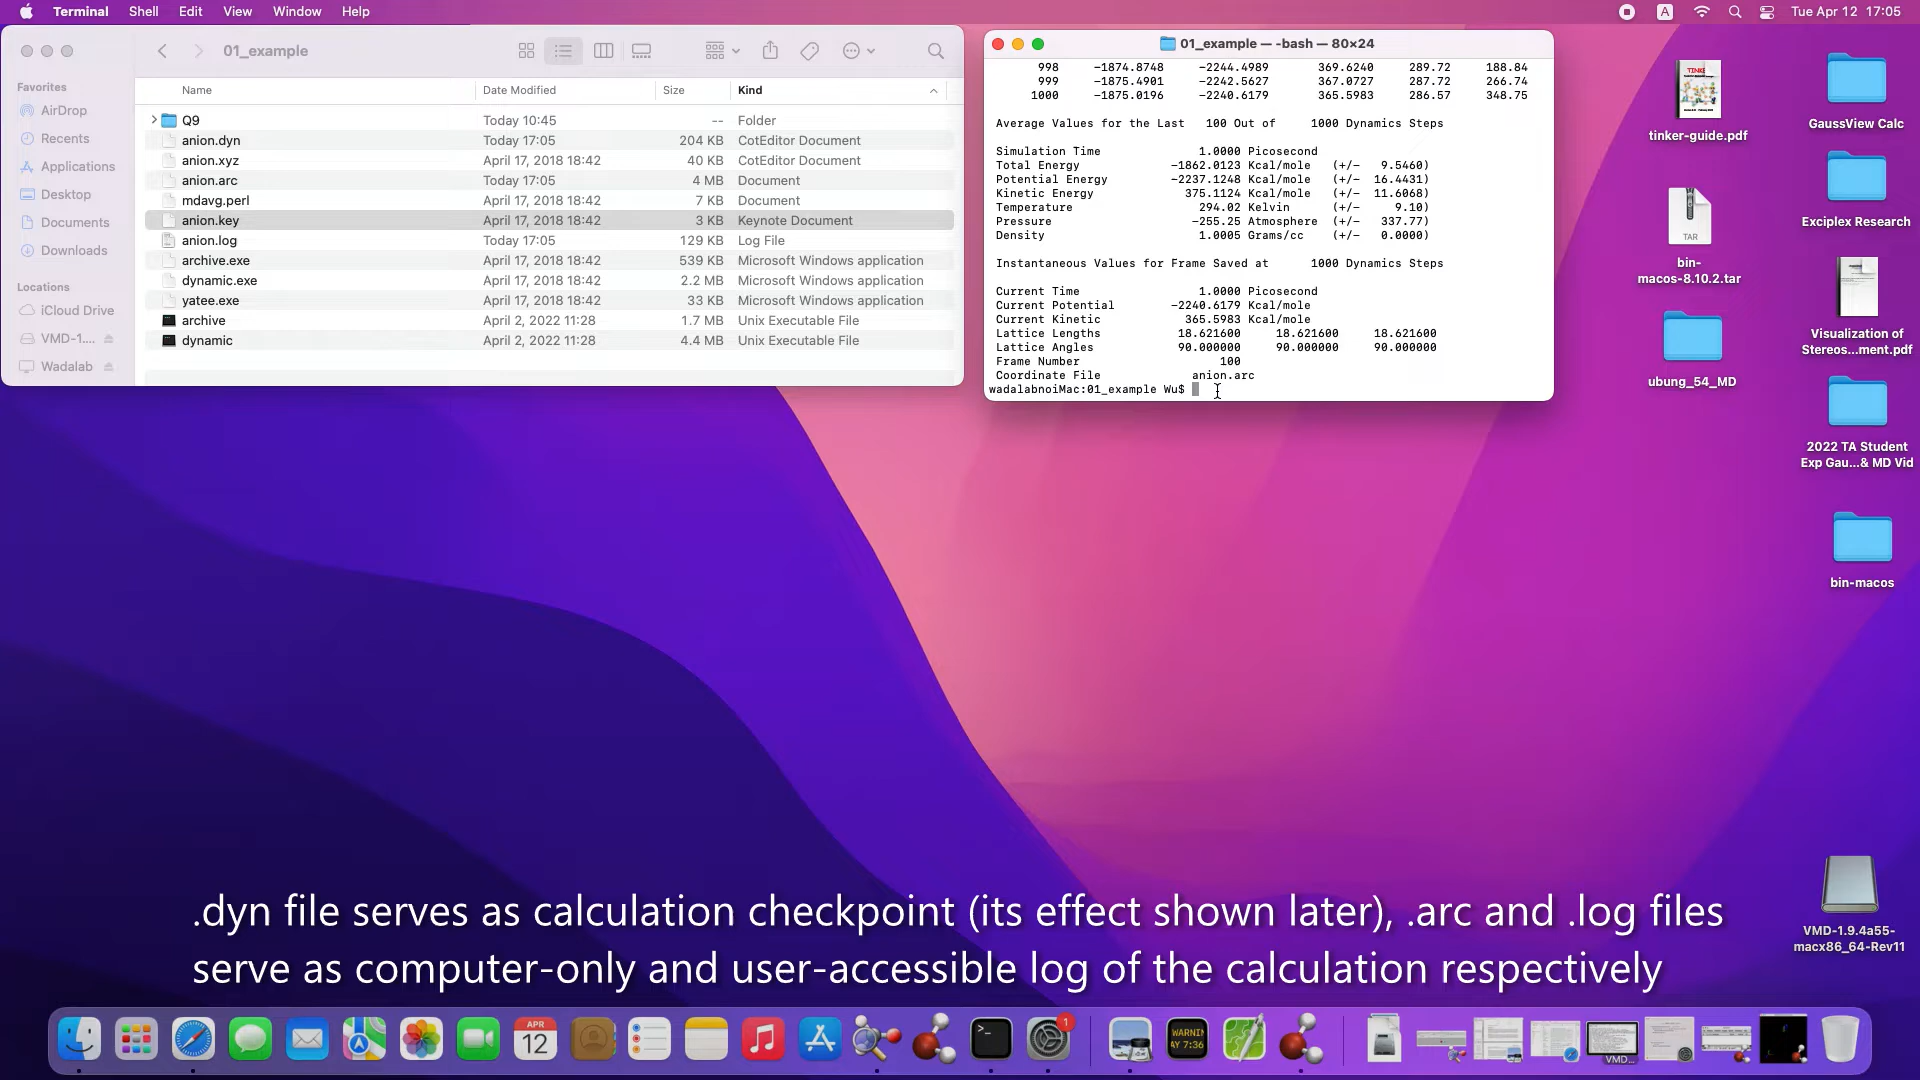 Terminal Shell Edit View Window Help
A Tue Apr 12 17:05
01_example
Favorites
AirDrop
Recents
Applications
Desktop
Documents
Downloads
Locations
iCloud Drive
VMD-1....
Wadalab
Name Date Modified Size Kind
Q9 Today 10:45 -- Folder
anion.dyn Today 17:05 204 KB CotEditor Document
anion.xyz April 17, 2018 18:42 40 KB CotEditor Document
anion.arc Today 17:05 4 MB Document
mdavg.perl April 17, 2018 18:42 7 KB Document
anion.key April 17, 2018 18:42 3 KB Keynote Document
anion.log Today 17:05 129 KB Log File
archive.exe April 17, 2018 18:42 539 KB Microsoft Windows application
dynamic.exe April 17, 2018 18:42 2.2 MB Microsoft Windows application
yatee.exe April 17, 2018 18:42 33 KB Microsoft Windows application
archive April 2, 2022 11:28 1.7 MB Unix Executable File
dynamic April 2, 2022 11:28 4.4 MB Unix Executable File
01_example — -bash — 80×24
998 -1874.8748 -2244.4989 369.6240 289.72 188.84
999 -1875.4901 -2242.5627 367.0727 287.72 266.74
1000 -1875.0196 -2240.6179 365.5983 286.57 348.75
Average Values for the Last 100 Out of 1000 Dynamics Steps
Simulation Time 1.0000 Picosecond
Total Energy -1862.0123 Kcal/mole (+/- 9.5460)
Potential Energy -2237.1248 Kcal/mole (+/- 16.4431)
Kinetic Energy 375.1124 Kcal/mole (+/- 11.6068)
Temperature 294.02 Kelvin (+/- 9.10)
Pressure -255.25 Atmosphere (+/- 337.77)
Density 1.0005 Grams/cc (+/- 0.0000)
Instantaneous Values for Frame Saved at 1000 Dynamics Steps
Current Time 1.0000 Picosecond
Current Potential -2240.6179 Kcal/mole
Current Kinetic 365.5983 Kcal/mole
Lattice Lengths 18.621600 18.621600 18.621600
Lattice Angles 90.000000 90.000000 90.000000
Frame Number 100
Coordinate File anion.arc
wadalabnoiMac:01_example Wu$
tinker-guide.pdf
TAR
bin-
macos-8.10.2.tar
ubung_54_MD
GaussView Calc
Exciplex Research
Visualization of
Stereos...ment.pdf
2022 TA Student
Exp Gau...& MD Vid
bin-macos
VMD-1.9.4a55-
macx86_64-Rev11
.dyn file serves as calculation checkpoint (its effect shown later), .arc and .log files
serve as computer-only and user-accessible log of the calculation respectively
APR
12
1
WARNIN
AY 7:36
VMD...